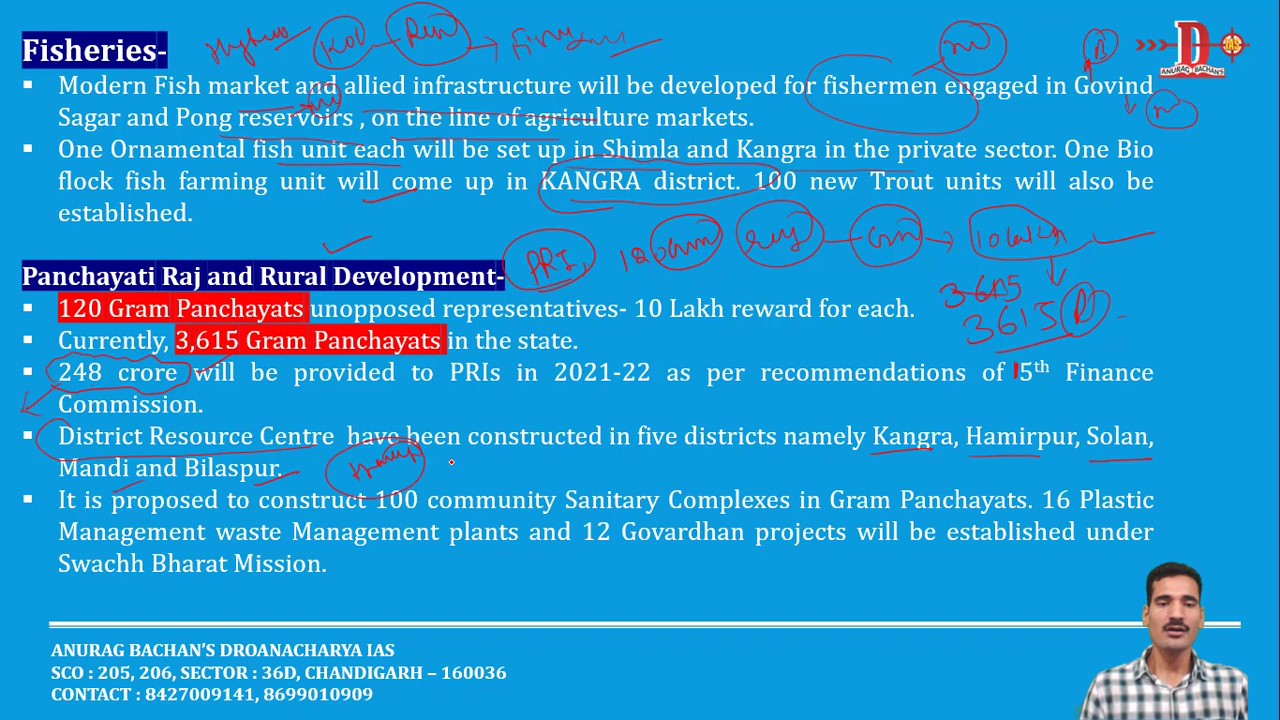 Fisheries-
▪ Modern Fish market and allied infrastructure will be developed for fishermen engaged in Govind
Sagar and Pong reservoirs , on the line of agriculture markets.
▪ One Ornamental fish unit each will be set up in Shimla and Kangra in the private sector. One Bio
flock fish farming unit will come up in KANGRA district. 100 new Trout units will also be
established.
PRI, 120
Panchayati Raj and Rural Development-
3615
▪ 120 Gram Panchayats unopposed representatives- 10 Lakh reward for each.
3615
▪ Currently, 3,615 Gram Panchayats in the state.
▪ 248 crore will be provided to PRIs in 2021-22 as per recommendations of 15th Finance
Commission.
▪ District Resource Centre have been constructed in five districts namely Kangra, Hamirpur, Solan,
Mandi and Bilaspur.
▪ It is proposed to construct 100 community Sanitary Complexes in Gram Panchayats. 16 Plastic
Management waste Management plants and 12 Govardhan projects will be established under
Swachh Bharat Mission.
D IAS
ANURAG BACHAN'S
ANURAG BACHAN'S DROANACHARYA IAS
SCO : 205, 206, SECTOR : 36D, CHANDIGARH – 160036
CONTACT : 8427009141, 8699010909